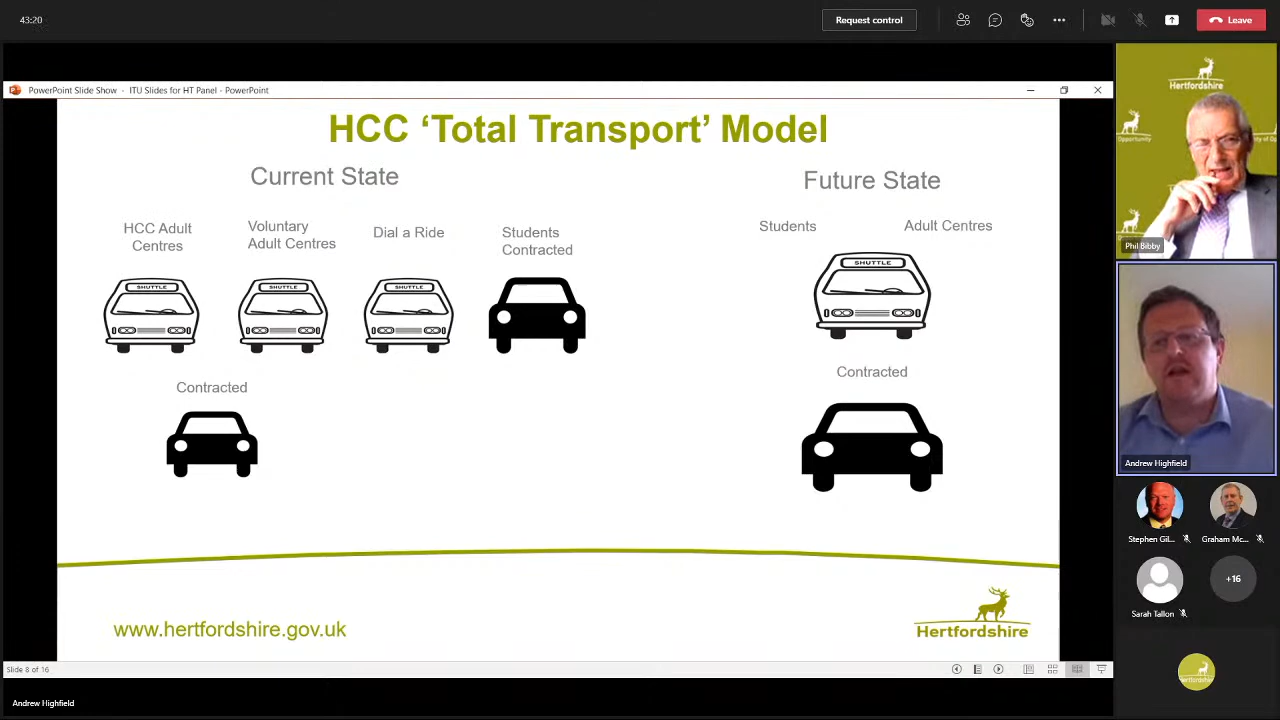 43:20
Request control
Leave
PowerPoint Slide Show - ITU Slides for HT Panel - PowerPoint
HCC ‘Total Transport’ Model
Current State
Future State
HCC Adult
Centres
Voluntary
Adult Centres
Dial a Ride
Students
Contracted
Students
Adult Centres
SHUTTLE
SHUTTLE
SHUTTLE
SHUTTLE
Contracted
Contracted
www.hertfordshire.gov.uk
Hertfordshire
Slide 8 of 16
Andrew Highfield
Hertfordshire
Opportunity
Phil Bibby
Andrew Highfield
Stephen Gil...
Graham Mc...
Sarah Tallon
+16
Hertfordshire